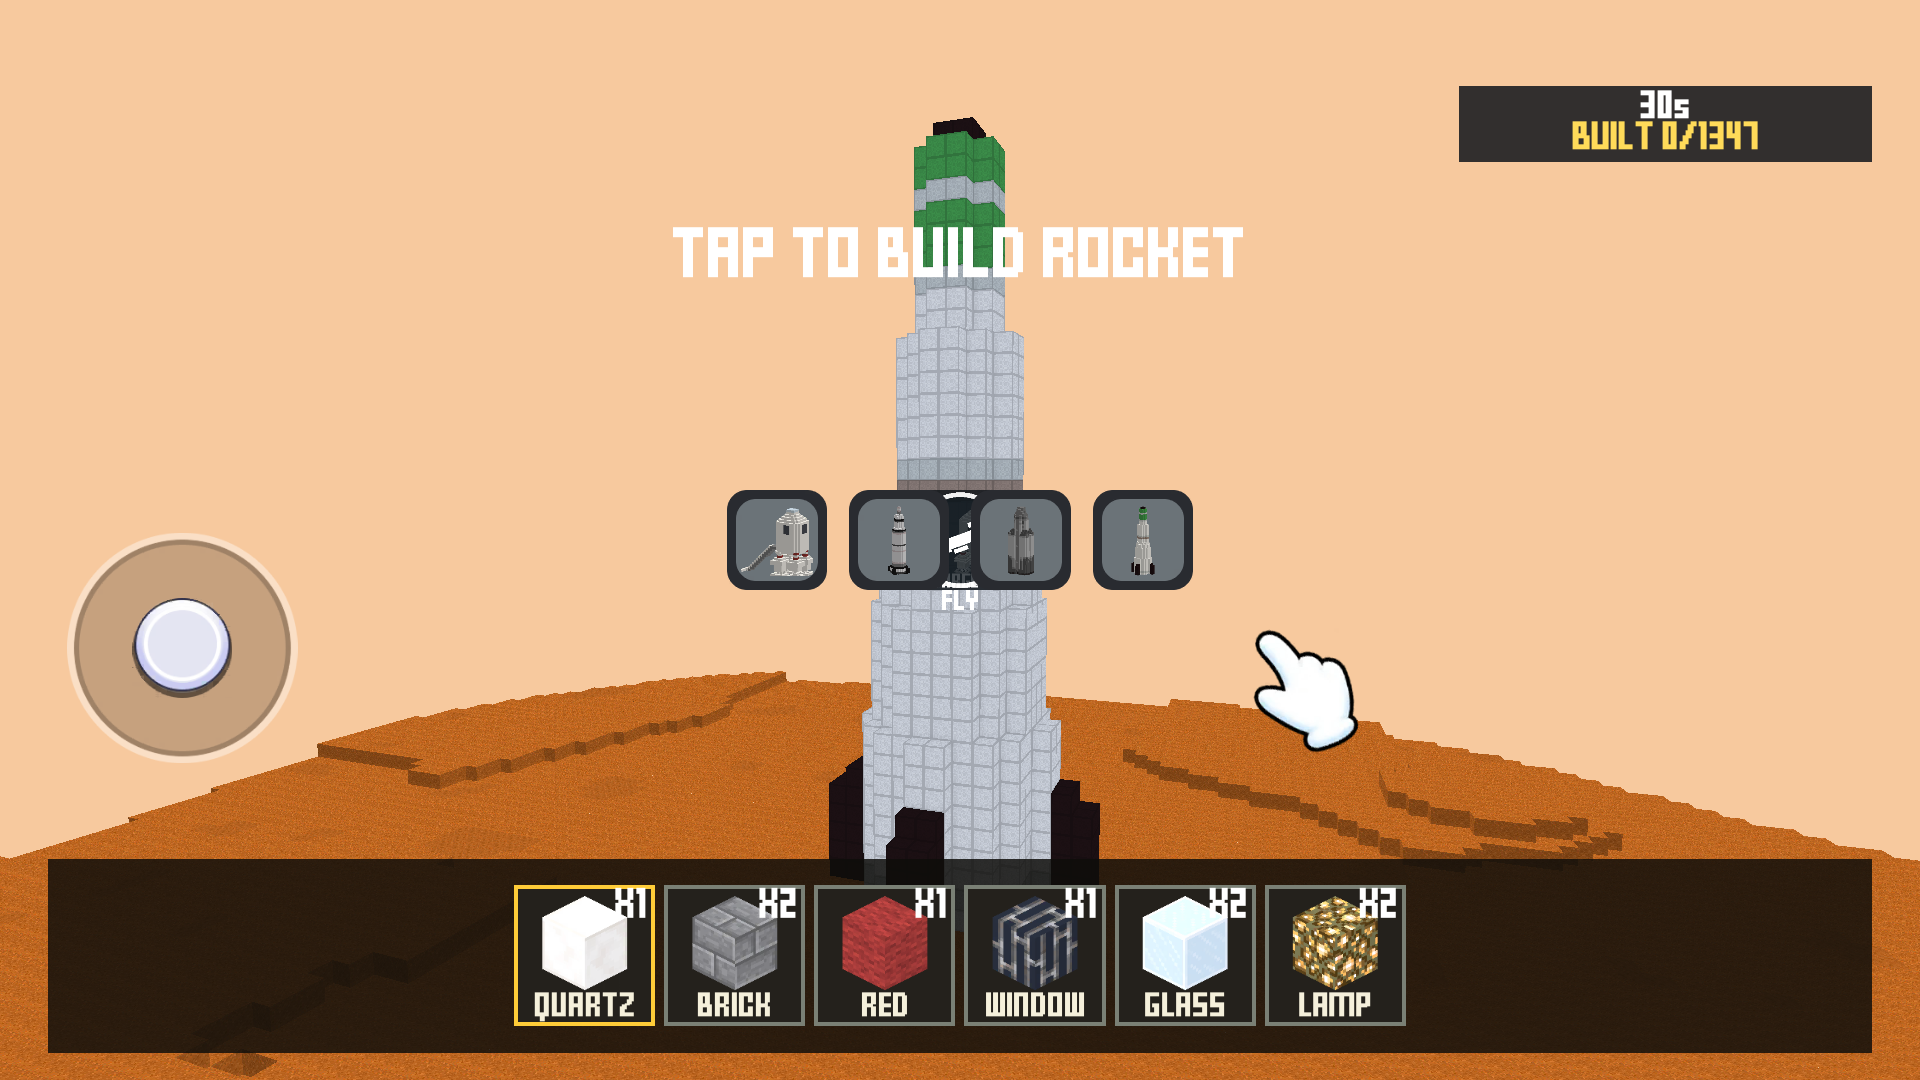 30s
BUILT 0/1347
TAP TO BUILD ROCKET
FLY
X1
X2
X1
X1
X2
X2
QUARTZ
BRICK
RED
WINDOW
GLASS
LAMP